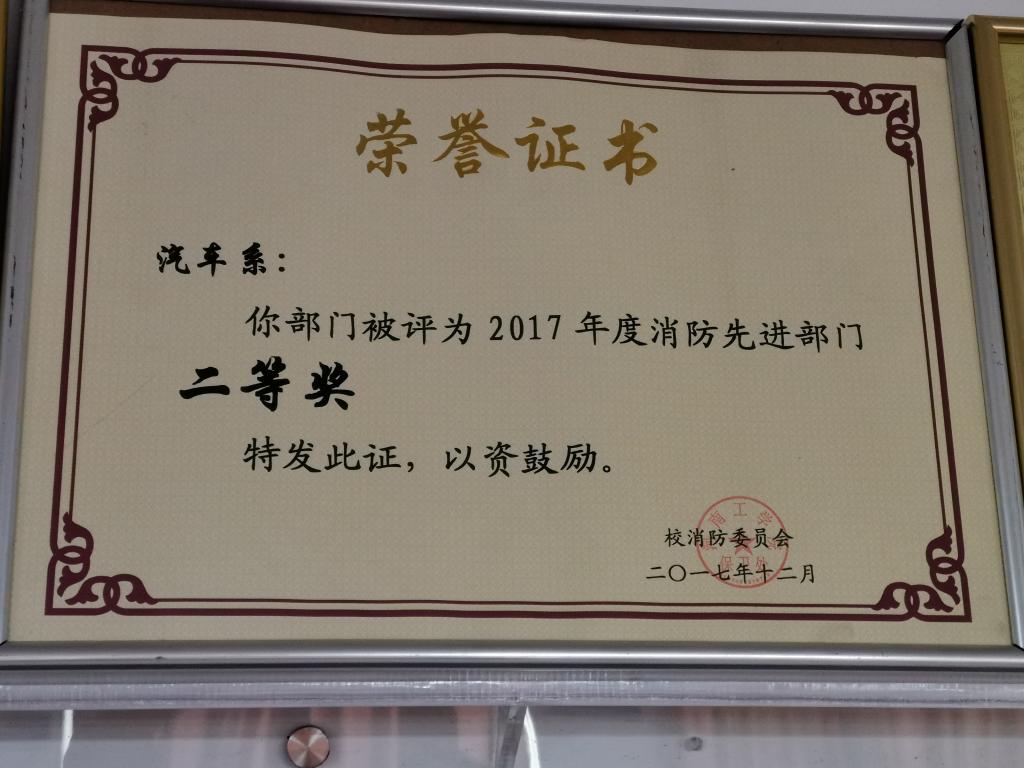 荣誉证书
汽车系：
你部门被评为 2017 年度消防先进部门
二等奖
特发此证，以资鼓励。
校消防委员会
二〇一七年十二月